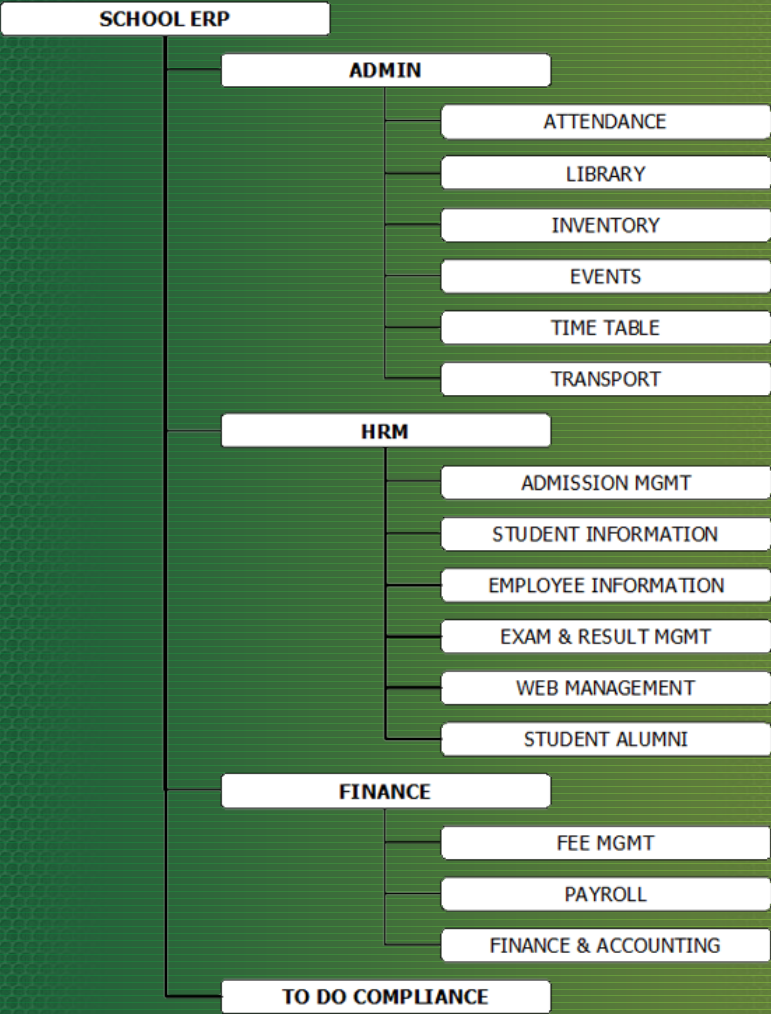 SCHOOL ERP
ADMIN
ATTENDANCE
LIBRARY
INVENTORY
EVENTS
TIME TABLE
TRANSPORT
HRM
ADMISSION MGMT
STUDENT INFORMATION
EMPLOYEE INFORMATION
EXAM & RESULT MGMT
WEB MANAGEMENT
STUDENT ALUMNI
FINANCE
FEE MGMT
PAYROLL
FINANCE & ACCOUNTING
TO DO COMPLIANCE